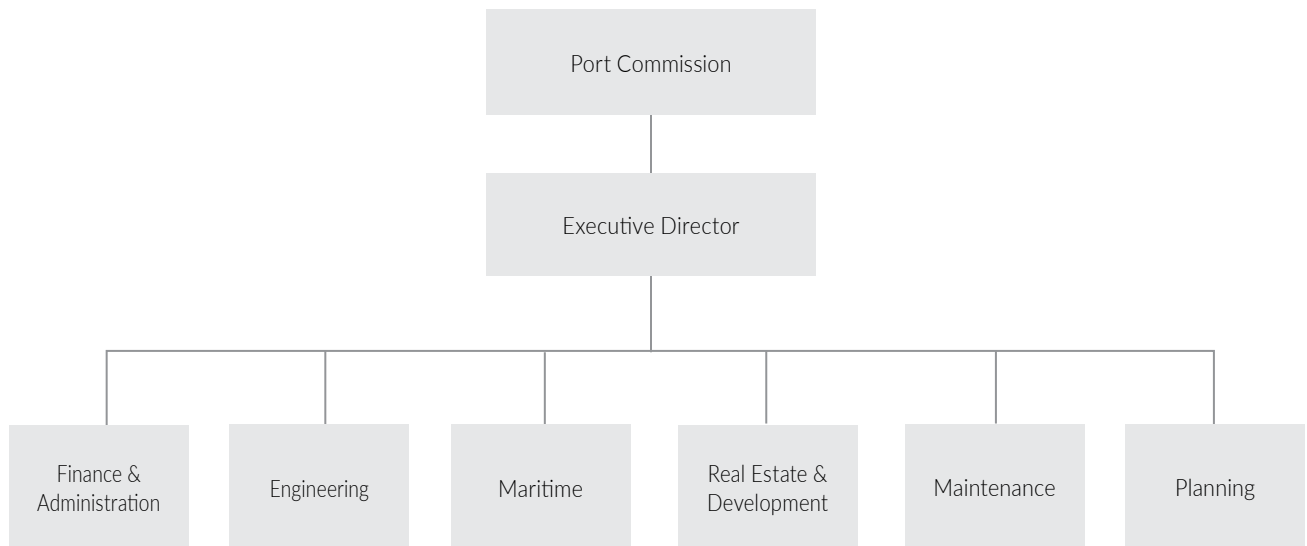 Port Commission
Executive Director
Finance &
Administration
Engineering
Maritime
Real Estate &
Development
Maintenance
Planning